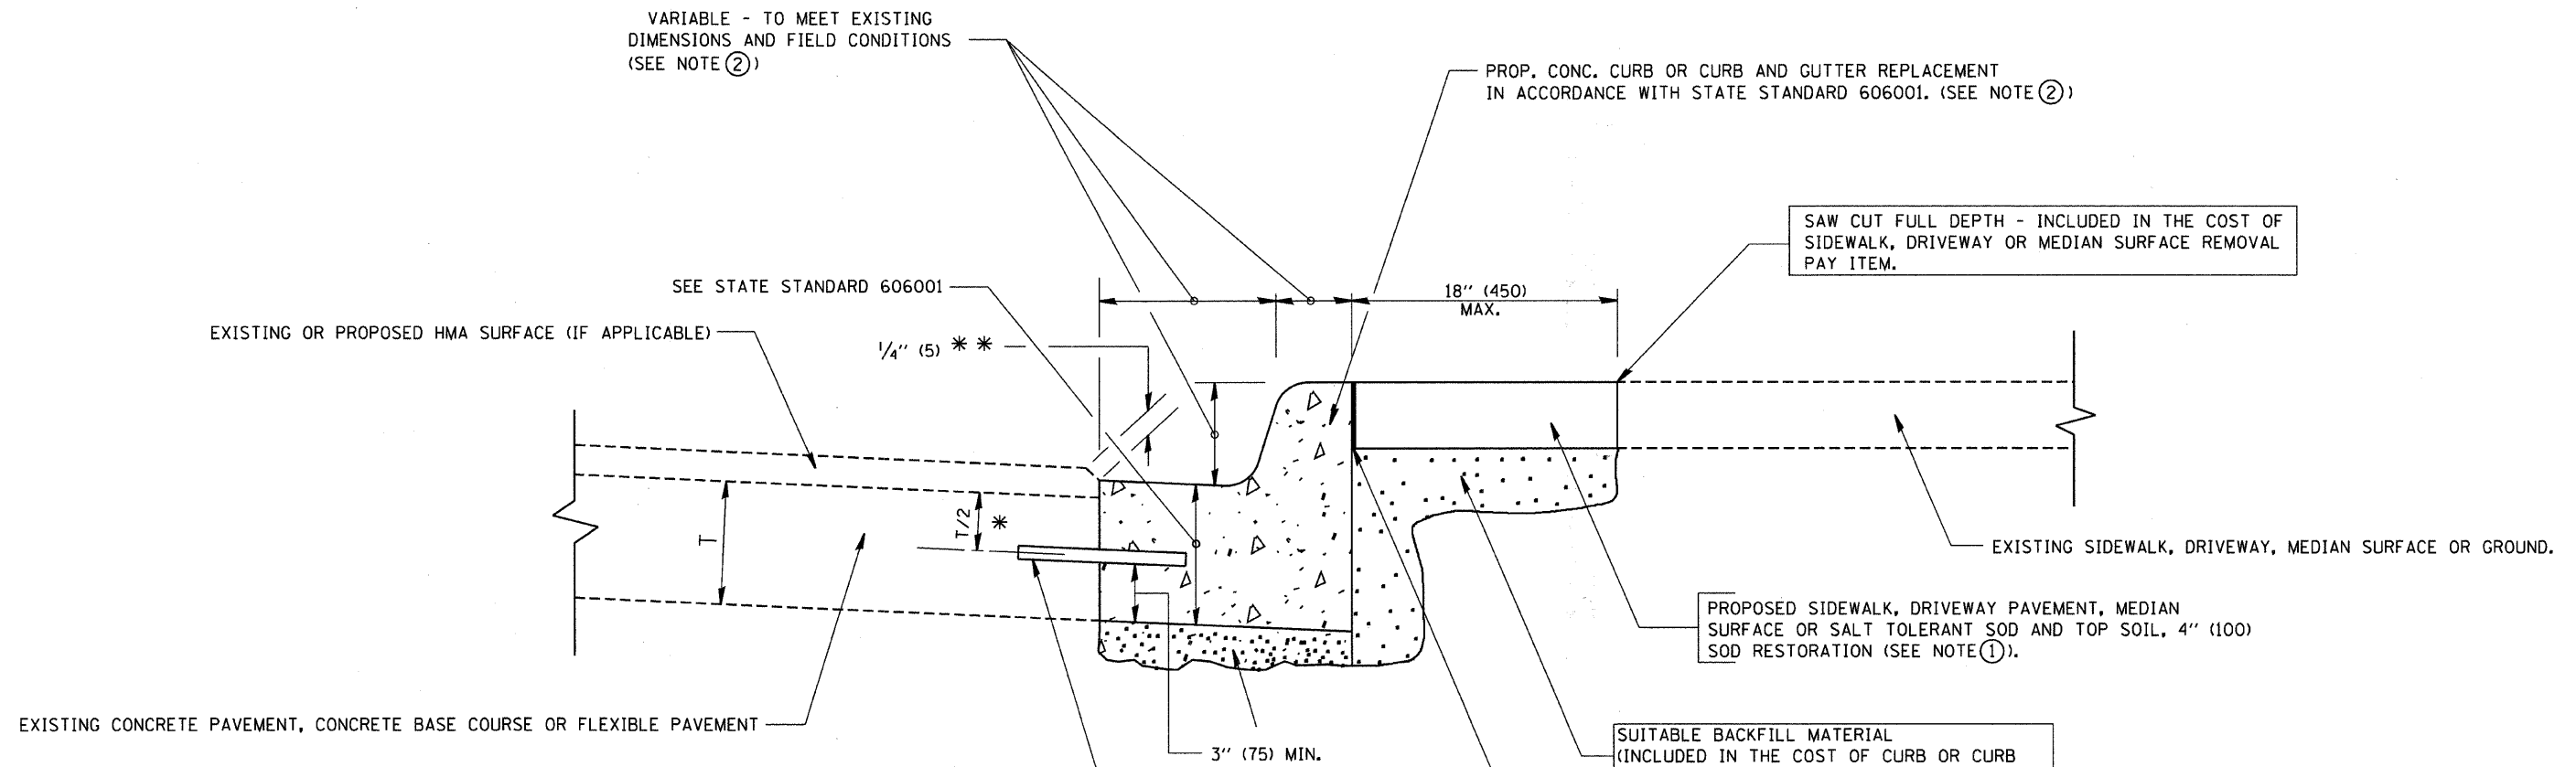 VARIABLE - TO MEET EXISTING
DIMENSIONS AND FIELD CONDITIONS
(SEE NOTE ②)
PROP. CONC. CURB OR CURB AND GUTTER REPLACEMENT
IN ACCORDANCE WITH STATE STANDARD 606001. (SEE NOTE ②)
SAW CUT FULL DEPTH - INCLUDED IN THE COST OF
SIDEWALK, DRIVEWAY OR MEDIAN SURFACE REMOVAL
PAY ITEM.
SEE STATE STANDARD 606001
18" (450)
MAX.
EXISTING OR PROPOSED HMA SURFACE (IF APPLICABLE)
1/4" (5) * *
T
T/2 *
EXISTING SIDEWALK, DRIVEWAY, MEDIAN SURFACE OR GROUND.
PROPOSED SIDEWALK, DRIVEWAY PAVEMENT, MEDIAN
SURFACE OR SALT TOLERANT SOD AND TOP SOIL, 4" (100)
SOD RESTORATION (SEE NOTE ①).
EXISTING CONCRETE PAVEMENT, CONCRETE BASE COURSE OR FLEXIBLE PAVEMENT
3" (75) MIN.
SUITABLE BACKFILL MATERIAL
(INCLUDED IN THE COST OF CURB OR CURB